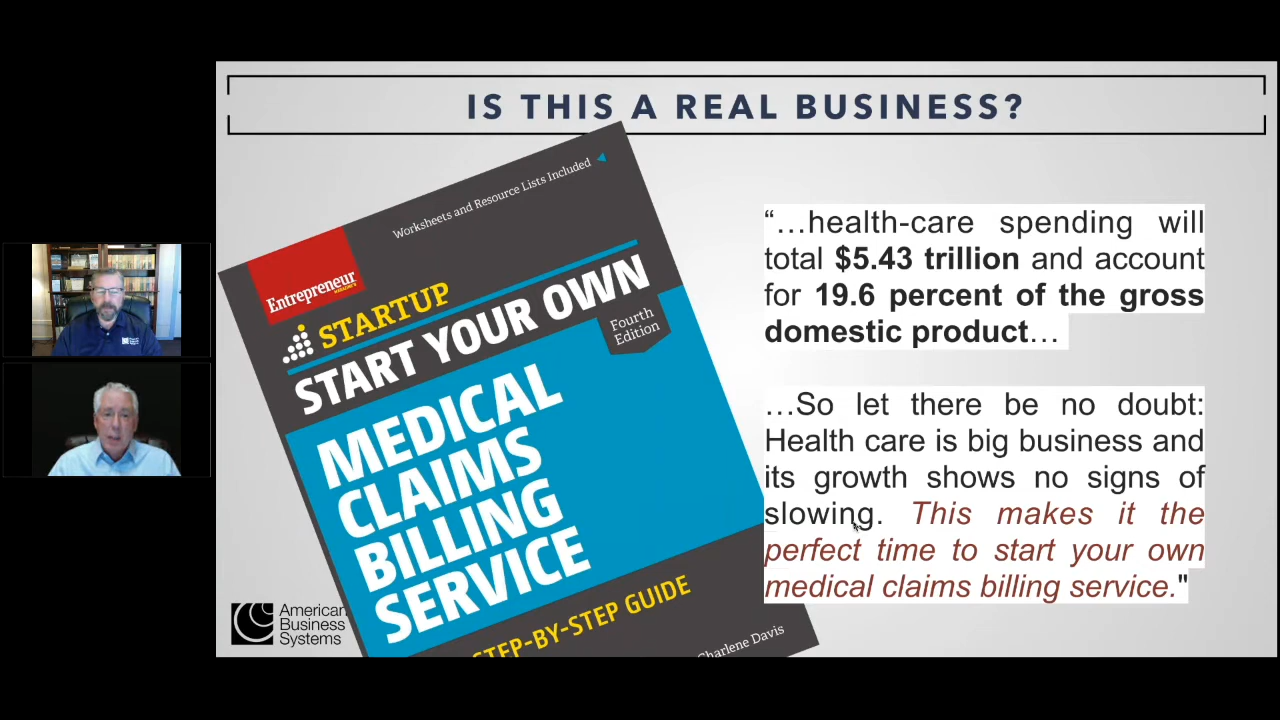 IS THIS A REAL BUSINESS?
Worksheets and Resource Lists Included
Entrepreneur
MAGAZINE'S
STARTUP
START YOUR OWN
Fourth
Edition
MEDICAL
CLAIMS
BILLING
SERVICE
STEP-BY-STEP GUIDE
Charlene Davis
“…health-care spending will
total $5.43 trillion and account
for 19.6 percent of the gross
domestic product…
…So let there be no doubt:
Health care is big business and
its growth shows no signs of
slowing. This makes it the
perfect time to start your own
medical claims billing service."
American
Business
Systems